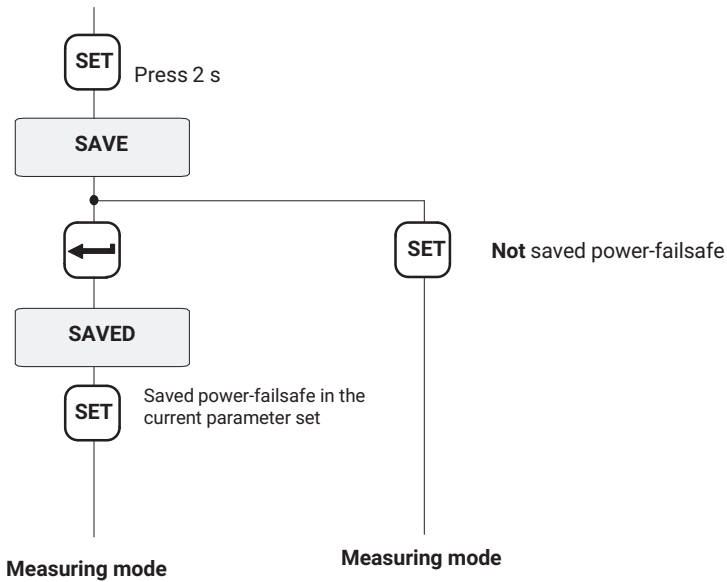 SET
Press 2 s
SAVE
SET
Not saved power-failsafe
SAVED
SET
Saved power-failsafe in the
current parameter set
Measuring mode
Measuring mode